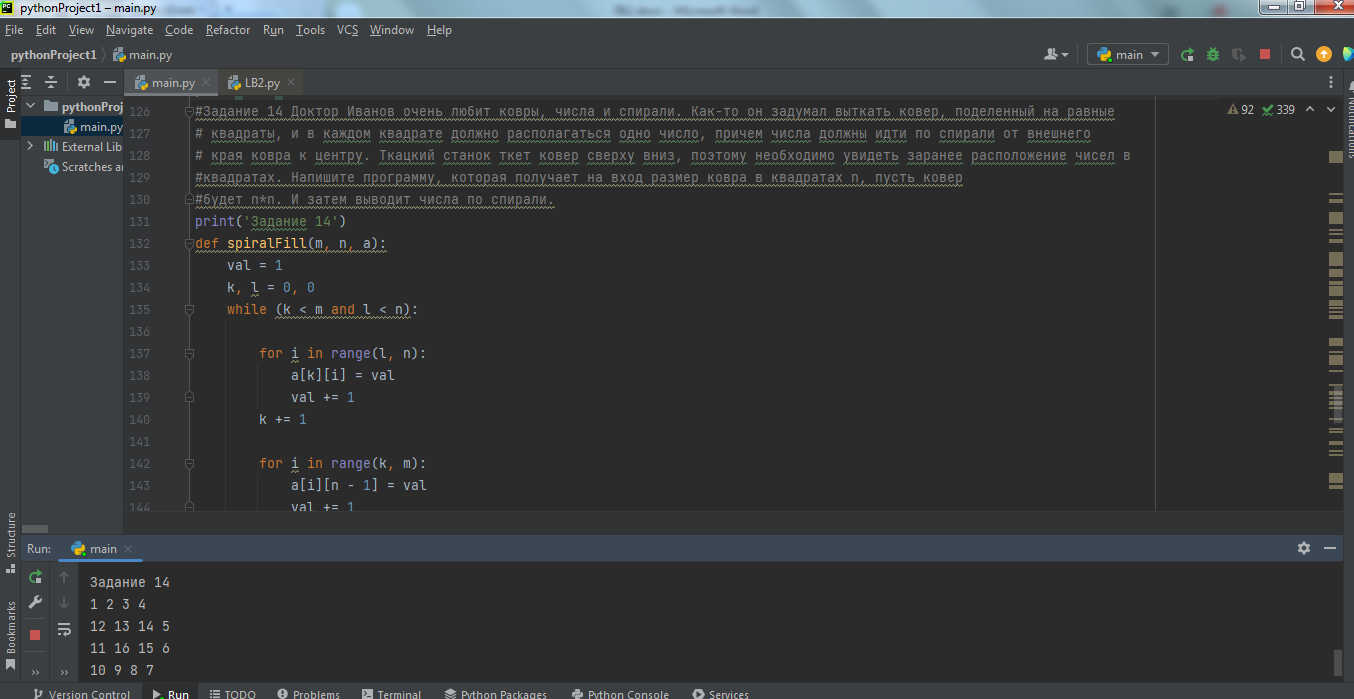 pythonProject1 – main.py
File Edit View Navigate Code Refactor Run Tools VCS Window Help
pythonProject1 main.py
main
Project
main.py LB2.py
pythonProj
main.py
External Lib
Scratches a
92 339
Notifications
126 #Задание 14 Доктор Иванов очень любит ковры, числа и спирали. Как-то он задумал выткать ковер, поделенный на равные
127 # квадраты, и в каждом квадрате должно располагаться одно число, причем числа должны идти по спирали от внешнего
128 # края ковра к центру. Ткацкий станок ткет ковер сверху вниз, поэтому необходимо увидеть заранее расположение чисел в
129 #квадратах. Напишите программу, которая получает на вход размер ковра в квадратах n, пусть ковер
130 #будет n*n. И затем выводит числа по спирали.
131 print('Задание 14')
132 def spiralFill(m, n, a):
133 val = 1
134 k, l = 0, 0
135 while (k < m and l < n):
136
137 for i in range(l, n):
138 a[k][i] = val
139 val += 1
140 k += 1
141
142 for i in range(k, m):
143 a[i][n - 1] = val
144 val += 1
Structure
Bookmarks
Run: main
Задание 14
1 2 3 4
12 13 14 5
11 16 15 6
10 9 8 7
Version Control Run TODO Problems Terminal Python Packages Python Console Services